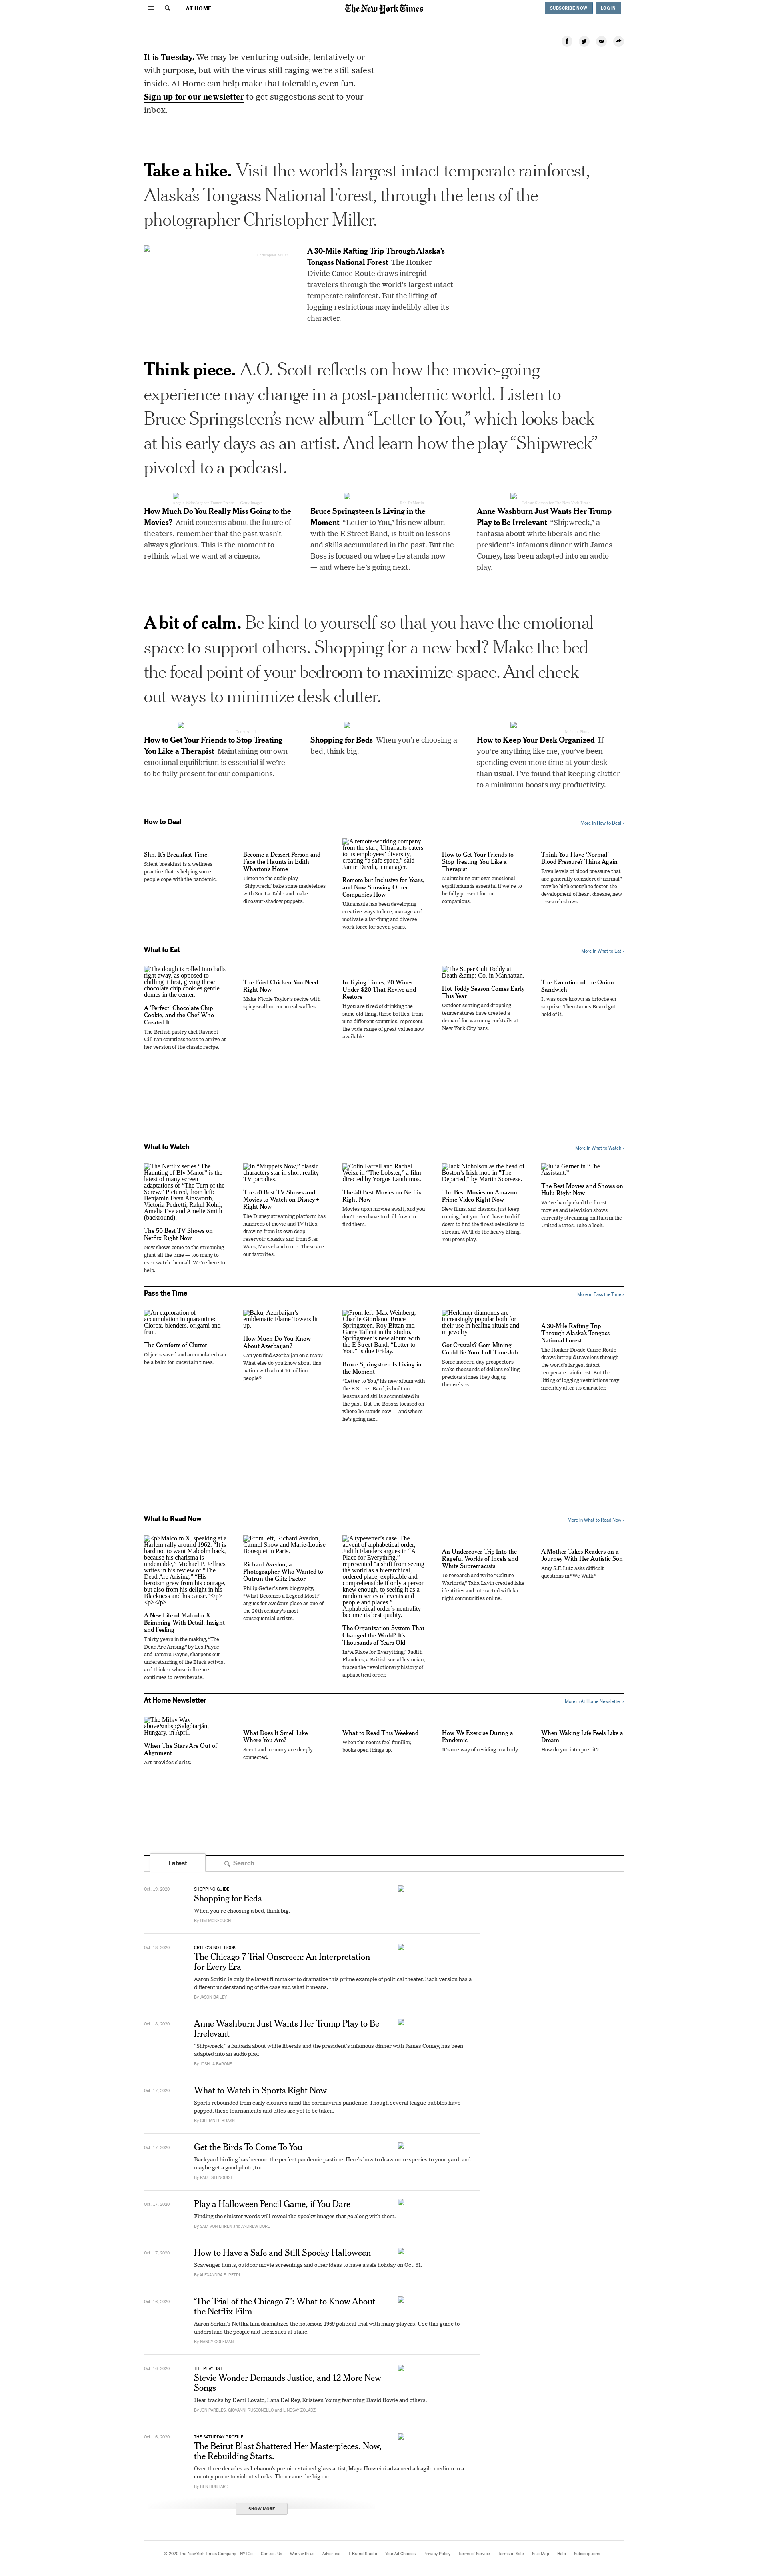 AT HOME
The New York Times
SUBSCRIBE NOW
LOG IN
It is Tuesday. We may be venturing outside, tentatively or
with purpose, but with the virus still raging we're still safest
inside. At Home can help make that tolerable, even fun.
Sign up for our newsletter to get suggestions sent to your
inbox.
Take a hike. Visit the world's largest intact temperate rainforest,
Alaska's Tongass National Forest, through the lens of the
photographer Christopher Miller.
Christopher Miller
A 30-Mile Rafting Trip Through Alaska's
Tongass National Forest The Honker
Divide Canoe Route draws intrepid
travelers through the world's largest intact
temperate rainforest. But the lifting of
logging restrictions may indelibly alter its
character.
Think piece. A.O. Scott reflects on how the movie-going
experience may change in a post-pandemic world. Listen to
Bruce Springsteen's new album "Letter to You," which looks back
at his early days as an artist. And learn how the play "Shipwreck"
pivoted to a podcast.
How Much Do You Really Miss Going to the
Movies? Amid concerns about the future of
theaters, remember that the past wasn't
always glorious. This is the moment to
rethink what we want at a cinema.
Bruce Springsteen Is Living in the
Moment "Letter to You," his new album
with the E Street Band, is built on lessons
and skills accumulated in the past. But the
Boss is focused on where he stands now
— and where he's going next.
Anne Washburn Just Wants Her Trump
Play to Be Irrelevant "Shipwreck," a
fantasia about white liberals and the
president's infamous dinner with James
Comey, has been adapted into an audio
play.
A bit of calm. Be kind to yourself so that you have the emotional
space to support others. Shopping for a new bed? Make the bed
the focal point of your bedroom to maximize space. And check
out ways to minimize desk clutter.
How to Get Your Friends to Stop Treating
You Like a Therapist Maintaining our own
emotional equilibrium is essential if we're
to be fully present for our companions.
Shopping for Beds When you're choosing a
bed, think big.
How to Keep Your Desk Organized If
you're anything like me, you've been
spending even more time at your desk
than usual. I've found that keeping clutter
to a minimum boosts my productivity.
How to Deal
More in How to Deal ›
Shh. It's Breakfast Time.
Silent breakfast is a wellness
practice that is helping some
people cope with the pandemic.
Become a Dessert Person and
Face the Haunts in Edith
Wharton's Home
Listen to the audio play
'Shipwreck,' bake some madeleines
with Sur La Table and make
dinosaur-shadow puppets.
A remote-working company
from the start, Ultranauts caters
to its employees' diversity,
creating "a safe space," said
Jamie Davila, a manager.
Remote but Inclusive for Years,
and Now Showing Other
Companies How
Ultranauts has been developing
creative ways to hire, manage and
motivate a far-flung and diverse
work force for seven years.
How to Get Your Friends to
Stop Treating You Like a
Therapist
Maintaining our own emotional
equilibrium is essential if we're to
be fully present for our
companions.
Think You Have 'Normal'
Blood Pressure? Think Again
Even levels of blood pressure that
are generally considered "normal"
may be high enough to foster the
development of heart disease, new
research shows.
What to Eat
More in What to Eat ›
The dough is rolled into balls
right away, as opposed to
chilling it first, giving these
chocolate chip cookies gentle
domes in the center.
A 'Perfect' Chocolate Chip
Cookie, and the Chef Who
Created It
The British pastry chef Ravneet
Gill ran countless tests to arrive at
her version of the classic recipe.
The Fried Chicken You Need
Right Now
Make Nicole Taylor's recipe with
spicy scallion cornmeal waffles.
In Trying Times, 20 Wines
Under $20 That Revive and
Restore
If you are tired of drinking the
same old thing, these bottles, from
nine different countries, represent
the wide range of great values now
available.
The Super Cult Toddy at
Death &amp; Co. in Manhattan.
Hot Toddy Season Comes Early
This Year
Outdoor seating and dropping
temperatures have created a
demand for warming cocktails at
New York City bars.
The Evolution of the Onion
Sandwich
It was once known as brioche en
surprise. Then James Beard got
hold of it.
What to Watch
More in What to Watch ›
The Netflix series "The
Haunting of Bly Manor" is the
latest of many screen
adaptations of "The Turn of the
Screw." Pictured, from left:
Benjamin Evan Ainsworth,
Victoria Pedretti, Rahul Kohli,
Amelia Eve and Amelie Smith
(background).
The 50 Best TV Shows on
Netflix Right Now
New shows come to the streaming
giant all the time — too many to
ever watch them all. We're here to
help.
In "Muppets Now," classic
characters star in short reality
TV parodies.
The 50 Best TV Shows and
Movies to Watch on Disney+
Right Now
The Disney streaming platform has
hundreds of movie and TV titles,
drawing from its own deep
reservoir classics and from Star
Wars, Marvel and more. These are
our favorites.
Colin Farrell and Rachel
Weisz in "The Lobster," a film
directed by Yorgos Lanthimos.
The 50 Best Movies on Netflix
Right Now
Movies upon movies await, and you
don't even have to drill down to
find them.
Jack Nicholson as the head of
Boston's Irish mob in "The
Departed," by Martin Scorsese.
The Best Movies on Amazon
Prime Video Right Now
New films, and classics, just keep
coming, but you don't have to drill
down to find the finest selections to
stream. We'll do the heavy lifting.
You press play.
Julia Garner in "The
Assistant."
The Best Movies and Shows on
Hulu Right Now
We've handpicked the finest
movies and television shows
currently streaming on Hulu in the
United States. Take a look.
Pass the Time
More in Pass the Time ›
An exploration of
accumulation in quarantine:
Clorox, blenders, origami and
fruit.
The Comforts of Clutter
Objects saved and accumulated can
be a balm for uncertain times.
Baku, Azerbaijan's
emblematic Flame Towers lit
up.
How Much Do You Know
About Azerbaijan?
Can you find Azerbaijan on a map?
What else do you know about this
nation with about 10 million
people?
From left: Max Weinberg,
Charlie Giordano, Bruce
Springsteen, Roy Bittan and
Garry Tallent in the studio.
Springsteen's new album with
the E Street Band, "Letter to
You," is due Friday.
Bruce Springsteen Is Living in
the Moment
"Letter to You," his new album with
the E Street Band, is built on
lessons and skills accumulated in
the past. But the Boss is focused on
where he stands now — and where
he's going next.
Herkimer diamonds are
increasingly popular both for
their use in healing rituals and
in jewelry.
Got Crystals? Gem Mining
Could Be Your Full-Time Job
Some modern-day prospectors
make thousands of dollars selling
precious stones they dug up
themselves.
A 30-Mile Rafting Trip
Through Alaska's Tongass
National Forest
The Honker Divide Canoe Route
draws intrepid travelers through
the world's largest intact
temperate rainforest. But the
lifting of logging restrictions may
indelibly alter its character.
What to Read Now
More in What to Read Now ›
<p>Malcolm X, speaking at a
Harlem rally around 1962. "It is
hard not to want Malcolm back,
because his charisma is
undeniable," Michael P. Jeffries
writes in his review of "The
Dead Are Arising." "His
heroism grew from his courage,
but also from his delight in his
Blackness and his curse."</p>
<p></p>
A New Life of Malcolm X
Brimming With Detail, Insight
and Feeling
Thirty years in the making, "The
Dead Are Arising," by Les Payne
and Tamara Payne, sharpens our
understanding of the Black activist
and thinker whose influence
continues to reverberate.
From left, Richard Avedon,
Carmel Snow and Marie-Louise
Bousquet in Paris.
Richard Avedon, a
Photographer Who Wanted to
Outrun the Glitz Factor
Philip Gefter's new biography,
"What Becomes a Legend Most,"
argues for Avedon's place as one of
the 20th century's most
consequential artists.
A typesetter's case. The
advent of alphabetical order,
Judith Flanders argues in "A
Place for Everything,"
represented "a shift from seeing
the world as a hierarchical,
ordered place, explicable and
comprehensible if only a person
knew enough, to seeing it as a
random series of events and
people and places."
Alphabetical order's neutrality
became its best quality.
The Organization System That
Changed the World? It's
Thousands of Years Old
In "A Place for Everything," Judith
Flanders, a British social historian,
traces the revolutionary history of
alphabetical order.
An Undercover Trip Into the
Rageful Worlds of Incels and
White Supremacists
To research and write "Culture
Warlords," Talia Lavin created fake
identities and interacted with far-
right communities online.
A Mother Takes Readers on a
Journey With Her Autistic Son
Amy S.F. Lutz asks difficult
questions in "We Walk."
At Home Newsletter
More in At Home Newsletter ›
The Milky Way
above&nbsp;Salgótarján,
Hungary, in April.
When The Stars Are Out of
Alignment
Art provides clarity.
What Does It Smell Like
Where You Are?
Scent and memory are deeply
connected.
What to Read This Weekend
When the rooms feel familiar,
books open things up.
How We Exercise During a
Pandemic
It's one way of residing in a body.
When Waking Life Feels Like a
Dream
How do you interpret it?
Latest
Search
Oct. 19, 2020
SHOPPING GUIDE
Shopping for Beds
When you're choosing a bed, think big.
By TIM MCKEOUGH
Oct. 18, 2020
CRITIC'S NOTEBOOK
The Chicago 7 Trial Onscreen: An Interpretation
for Every Era
Aaron Sorkin is only the latest filmmaker to dramatize this prime example of political theater. Each version has a
different understanding of the case and what it means.
By JASON BAILEY
Oct. 18, 2020
Anne Washburn Just Wants Her Trump Play to Be
Irrelevant
"Shipwreck," a fantasia about white liberals and the president's infamous dinner with James Comey, has been
adapted into an audio play.
By JOSHUA BARONE
Oct. 17, 2020
What to Watch in Sports Right Now
Sports rebounded from early closures amid the coronavirus pandemic. Though several league bubbles have
popped, these tournaments and titles are yet to be taken.
By GILLIAN R. BRASSIL
Oct. 17, 2020
Get the Birds To Come To You
Backyard birding has become the perfect pandemic pastime. Here's how to draw more species to your yard, and
maybe get a good photo, too.
By PAUL STENQUIST
Oct. 17, 2020
Play a Halloween Pencil Game, if You Dare
Finding the sinister words will reveal the spooky images that go along with them.
By SAM VON EHREN and ANDREW GORE
Oct. 17, 2020
How to Have a Safe and Still Spooky Halloween
Scavenger hunts, outdoor movie screenings and other ideas to have a safe holiday on Oct. 31.
By ALEXANDRA E. PETRI
Oct. 16, 2020
'The Trial of the Chicago 7': What to Know About
the Netflix Film
Aaron Sorkin's Netflix film dramatizes the notorious 1969 political trial with many players. Use this guide to
understand the people and the issues at stake.
By NANCY COLEMAN
Oct. 16, 2020
THE PLAYLIST
Stevie Wonder Demands Justice, and 12 More New
Songs
Hear tracks by Demi Lovato, Lana Del Rey, Kristeen Young featuring David Bowie and others.
By JON PARELES, GIOVANNI RUSSONELLO and LINDSAY ZOLADZ
Oct. 16, 2020
THE SATURDAY PROFILE
The Beirut Blast Shattered Her Masterpieces. Now,
the Rebuilding Starts.
Over three decades as Lebanon's premier stained-glass artist, Maya Husseini advanced a fragile medium in a
country prone to violent shocks. Then came the big one.
By BEN HUBBARD
SHOW MORE
© 2020 The New York Times Company
NYTCo
Contact Us
Work with us
Advertise
T Brand Studio
Your Ad Choices
Privacy Policy
Terms of Service
Terms of Sale
Site Map
Help
Subscriptions